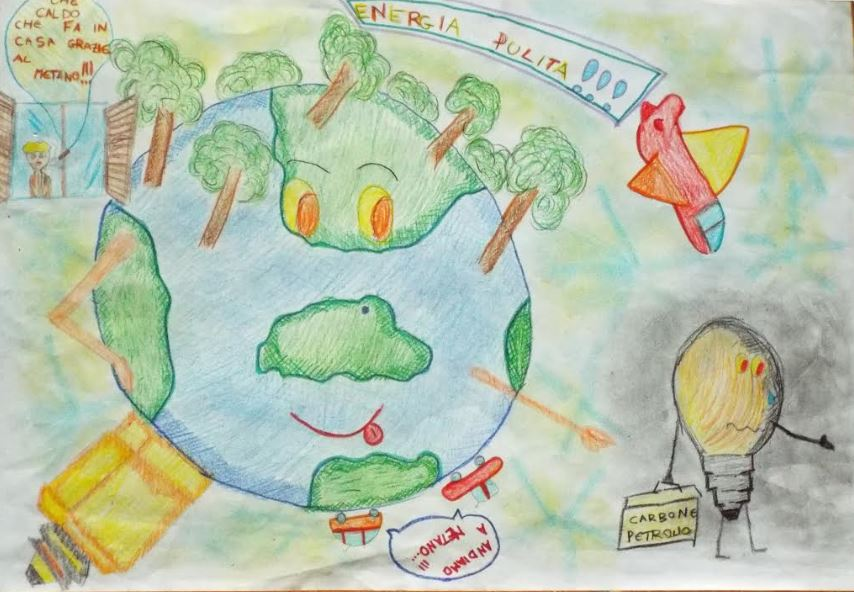 CHE
CALDO
CHE FA IN
CASA GRAZIE
AL
METANO!!!
ENERGIA PULITA !!!
CARBONE
PETROLIO
ANDIAMO
A METANO... !!!